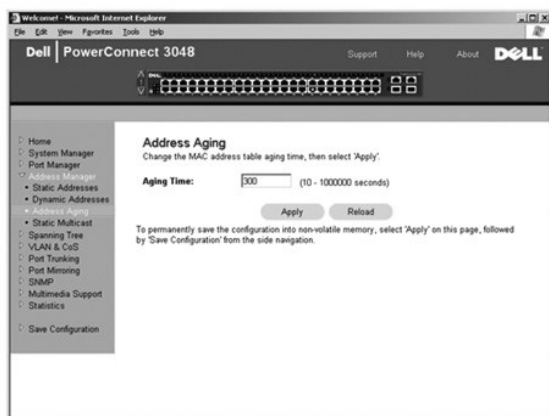 Welcome! - Microsoft Internet Explorer
File Edit View Favorites Tools Help
Dell | PowerConnect 3048
Support Help About DELL
Home
System Manager
Port Manager
Address Manager
Static Addresses
Dynamic Addresses
Address Aging
Static Multicast
Spanning Tree
VLAN & CoS
Port Trunking
Port Mirroring
SNMP
Multimedia Support
Statistics
Save Configuration
Address Aging
Change the MAC address table aging time, then select 'Apply'.
Aging Time: 300 (10 - 1000000 seconds)
Apply Reload
To permanently save the configuration into non-volatile memory, select 'Apply' on this page, followed
by 'Save Configuration' from the side navigation.